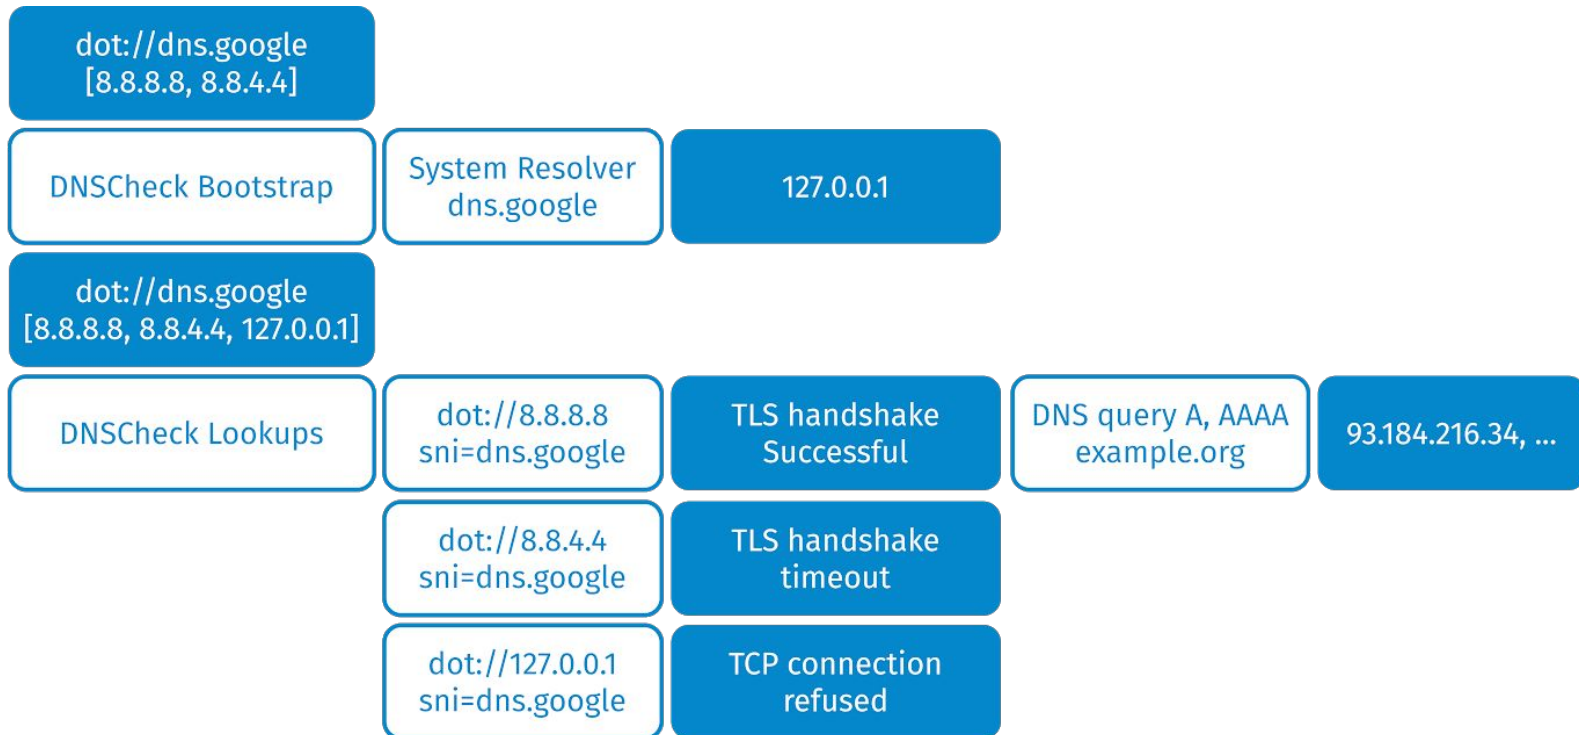 dot://dns.google
[8.8.8.8, 8.8.4.4]
DNSCheck Bootstrap
System Resolver
dns.google
127.0.0.1
dot://dns.google
[8.8.8.8, 8.8.4.4, 127.0.0.1]
DNSCheck Lookups
dot://8.8.8.8
sni=dns.google
TLS handshake
Successful
DNS query A, AAAA
example.org
93.184.216.34, ...
dot://8.8.4.4
sni=dns.google
TLS handshake
timeout
dot://127.0.0.1
sni=dns.google
TCP connection
refused